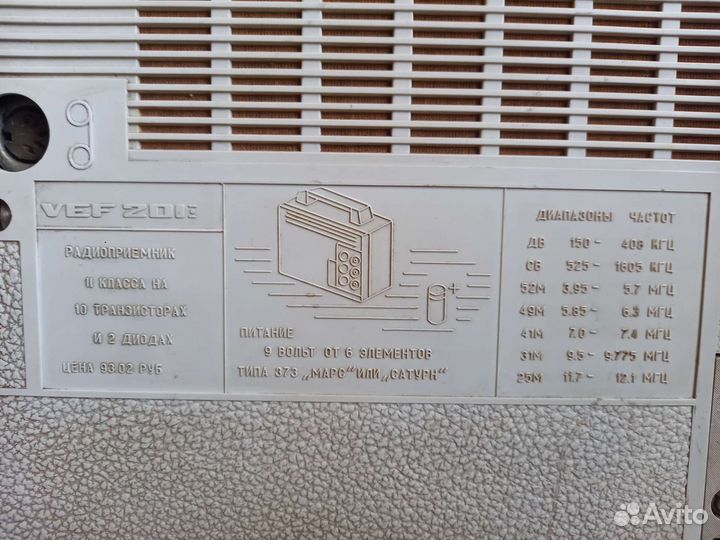 VEF 201
РАДИОПРИЕМНИК
II КЛАССА НА
10 ТРАНЗИСТОРАХ
И 2 ДИОДАХ
ЦЕНА 93.02 РУБ
+
ПИТАНИЕ
9 ВОЛЬТ ОТ 6 ЭЛЕМЕНТОВ
ТИПА 373 „МАРС“ ИЛИ „САТУРН“
ДИАПАЗОНЫ ЧАСТОТ
ДВ 150 – 408 КГЦ
СВ 525 – 1605 КГЦ
52М 3.95 – 5.7 МГЦ
49М 5.85 – 6.3 МГЦ
41М 7.0 – 7.4 МГЦ
31М 9.5 – 9.775 МГЦ
25М 11.7 – 12.1 МГЦ
Avito